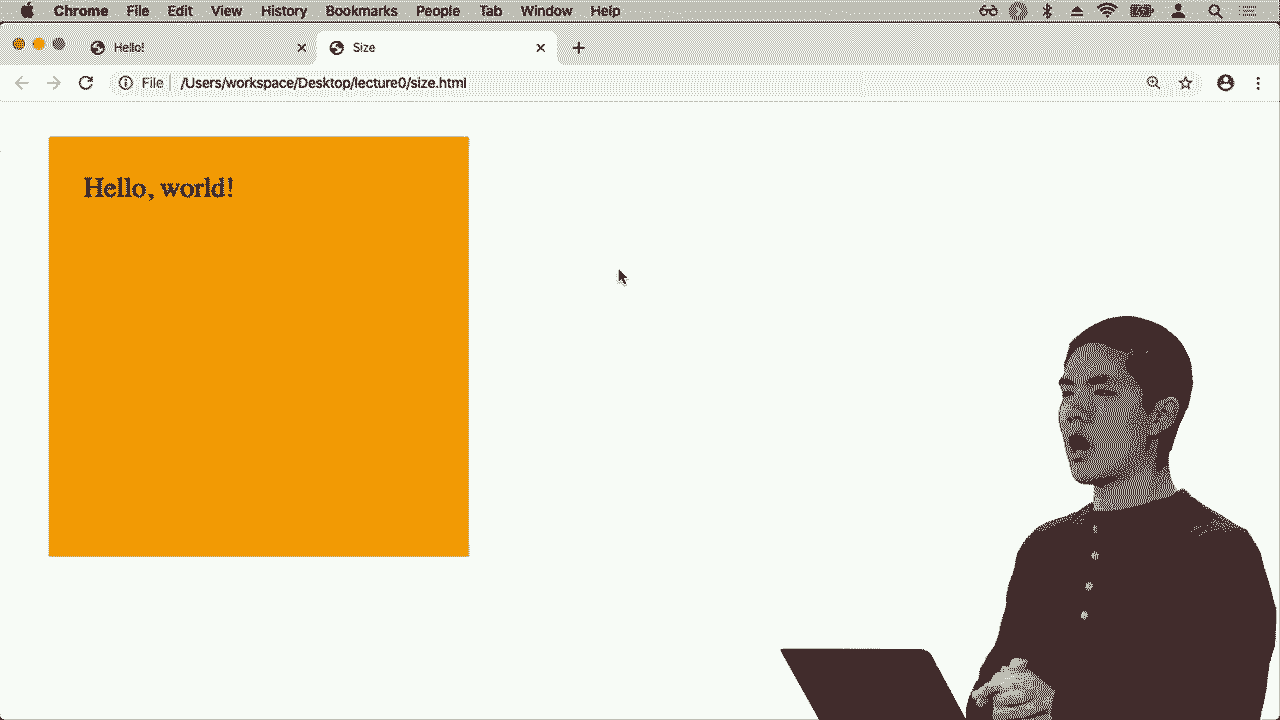 Chrome File Edit View History Bookmarks People Tab Window Help
Hello! Size
File /Users/workspace/Desktop/lecture0/size.html
Hello, world!